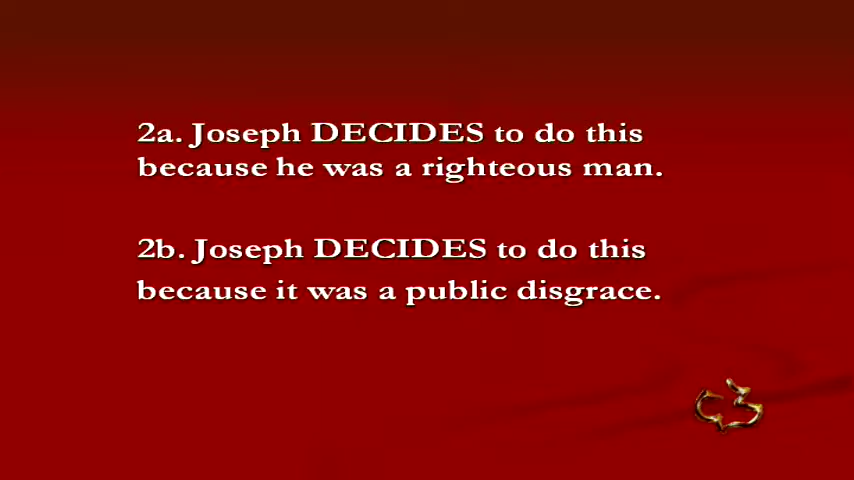 2a. Joseph DECIDES to do this
because he was a righteous man.
2b. Joseph DECIDES to do this
because it was a public disgrace.